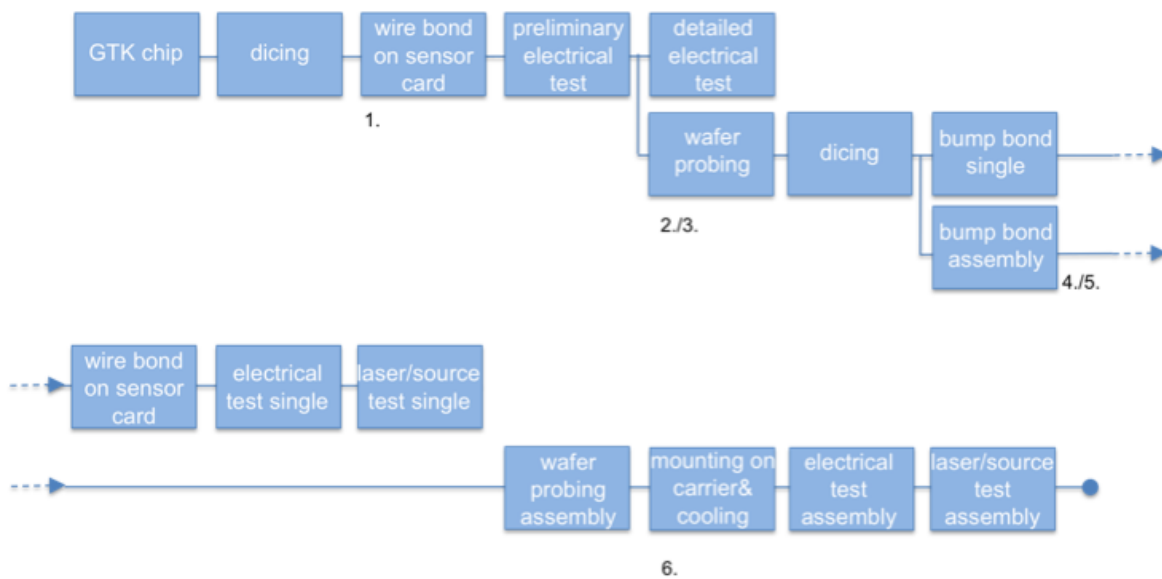 GTK chip
dicing
wire bond
on sensor
card
preliminary
electrical
test
detailed
electrical
test
1.
wafer
probing
dicing
bump bond
single
2./3.
bump bond
assembly
4./5.
wire bond
on sensor
card
electrical
test single
laser/source
test single
wafer
probing
assembly
mounting on
carrier&
cooling
electrical
test
assembly
laser/source
test
assembly
6.